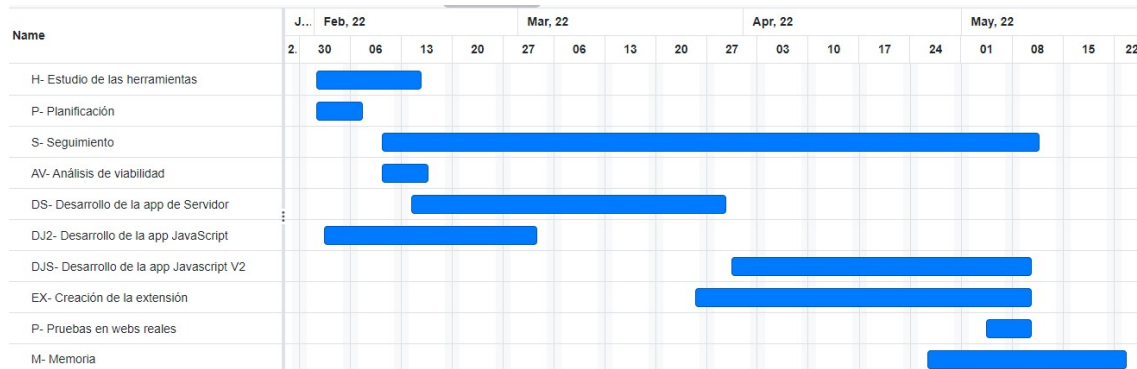 Name
J... Feb, 22 Mar, 22 Apr, 22 May, 22
2. 30 06 13 20 27 06 13 20 27 03 10 17 24 01 08 15 22
H- Estudio de las herramientas
P- Planificación
S- Seguimiento
AV- Análisis de viabilidad
DS- Desarrollo de la app de Servidor
DJ2- Desarrollo de la app JavaScript
DJS- Desarrollo de la app Javascript V2
EX- Creación de la extensión
P- Pruebas en webs reales
M- Memoria